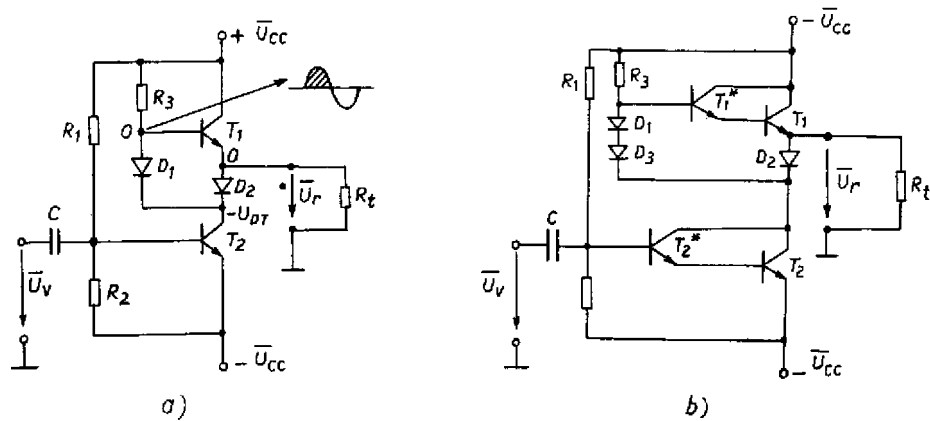 + U̅cc
R₃
R₁
O
T₁
D₁
O
D₂
-U_DT
U̅r
Rt
C
T₂
U̅v
R₂
- U̅cc
a)
- U̅cc
R₁
R₃
T₁*
T₁
D₁
D₃
D₂
U̅r
Rt
C
T₂*
T₂
U̅v
- U̅cc
b)